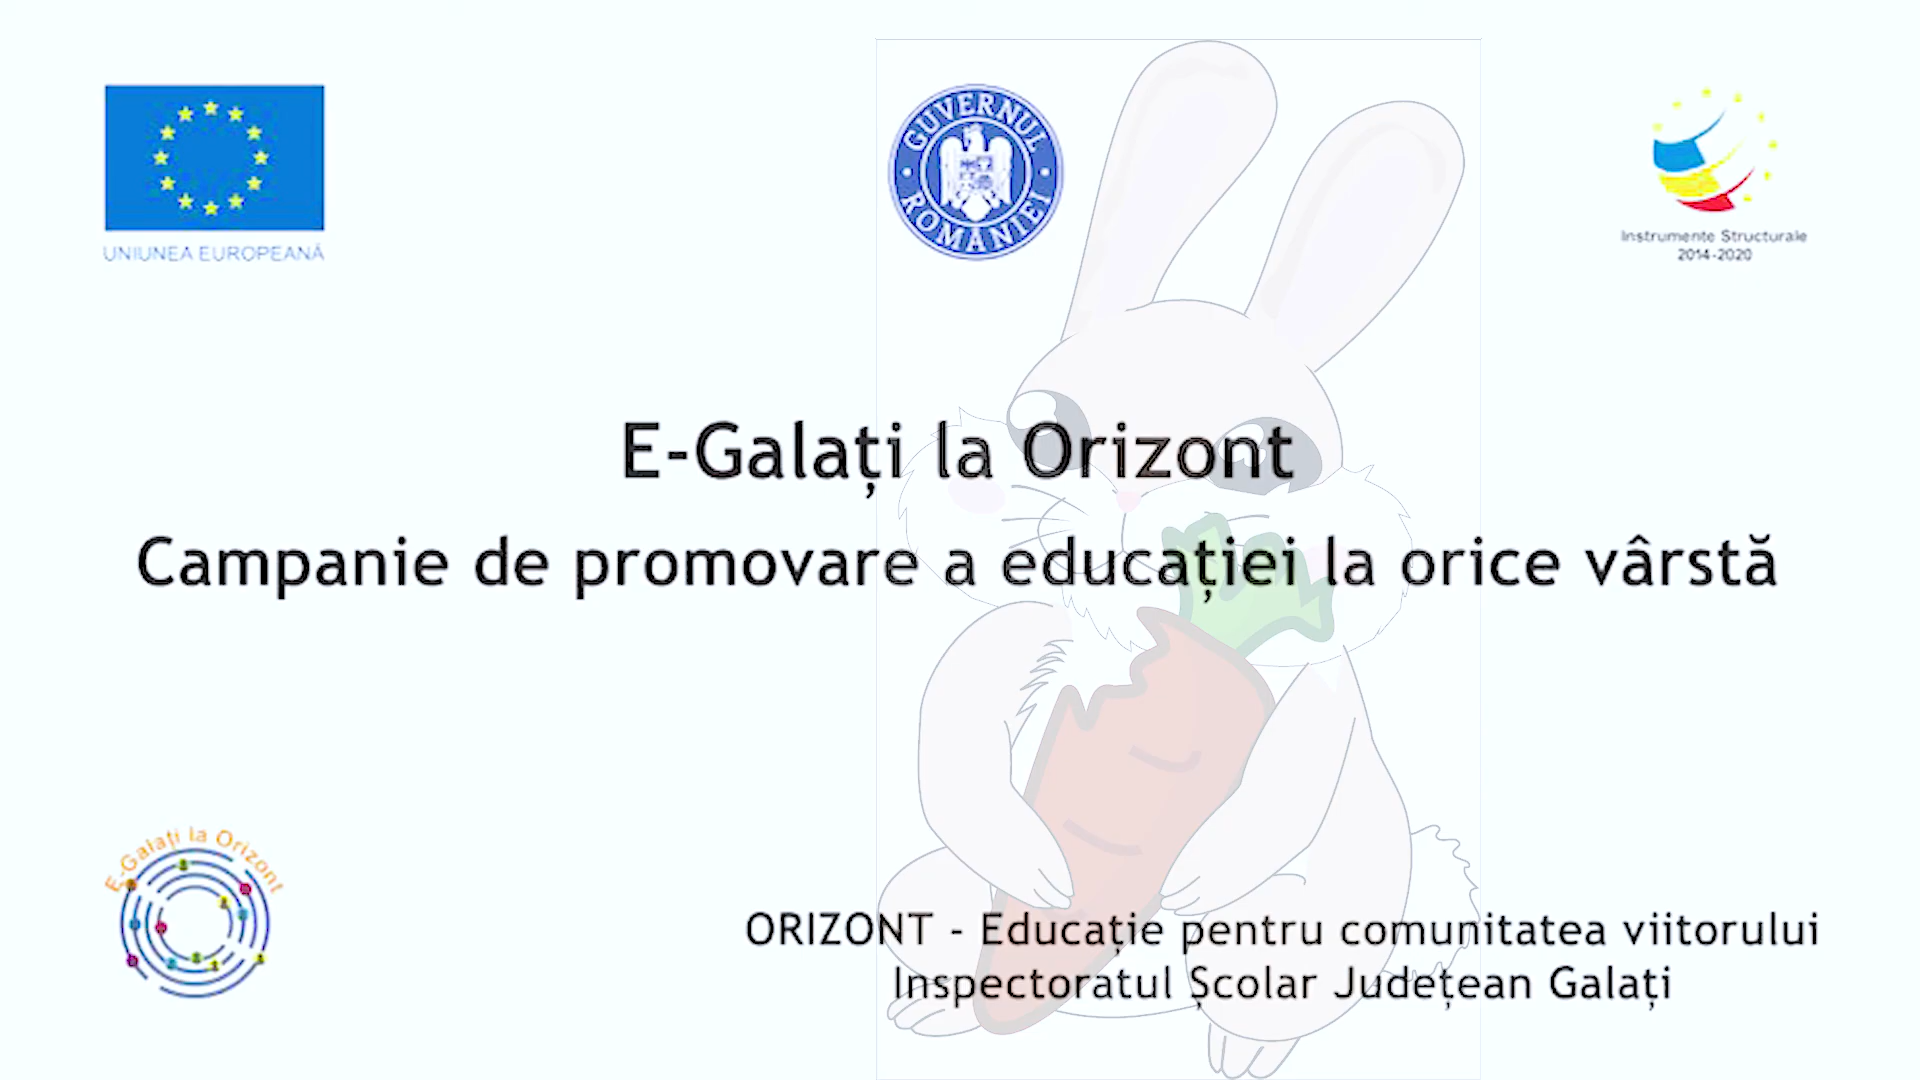 UNIUNEA EUROPEANĂ
GUVERNUL ROMÂNIEI
Instrumente Structurale
2014-2020
E-Galați la Orizont
Campanie de promovare a educației la orice vârstă
E-Galați la Orizont
ORIZONT - Educație pentru comunitatea viitorului
Inspectoratul Școlar Județean Galați